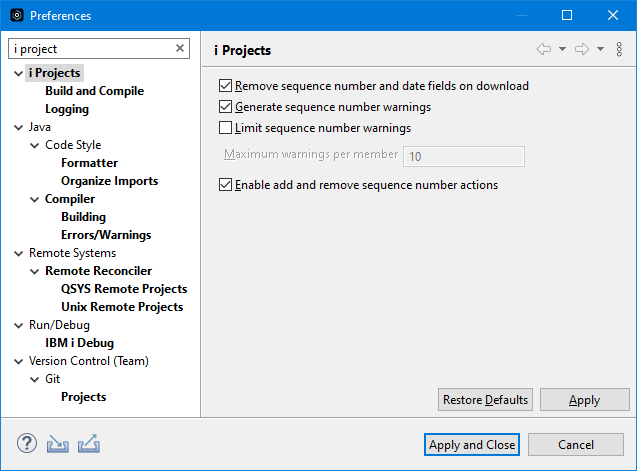 Preferences
i project
i Projects
Build and Compile
Logging
Java
Code Style
Formatter
Organize Imports
Compiler
Building
Errors/Warnings
Remote Systems
Remote Reconciler
QSYS Remote Projects
Unix Remote Projects
Run/Debug
IBM i Debug
Version Control (Team)
Git
Projects
i Projects
Remove sequence number and date fields on download
Generate sequence number warnings
Limit sequence number warnings
Maximum warnings per member 10
Enable add and remove sequence number actions
Restore Defaults Apply
? Apply and Close Cancel